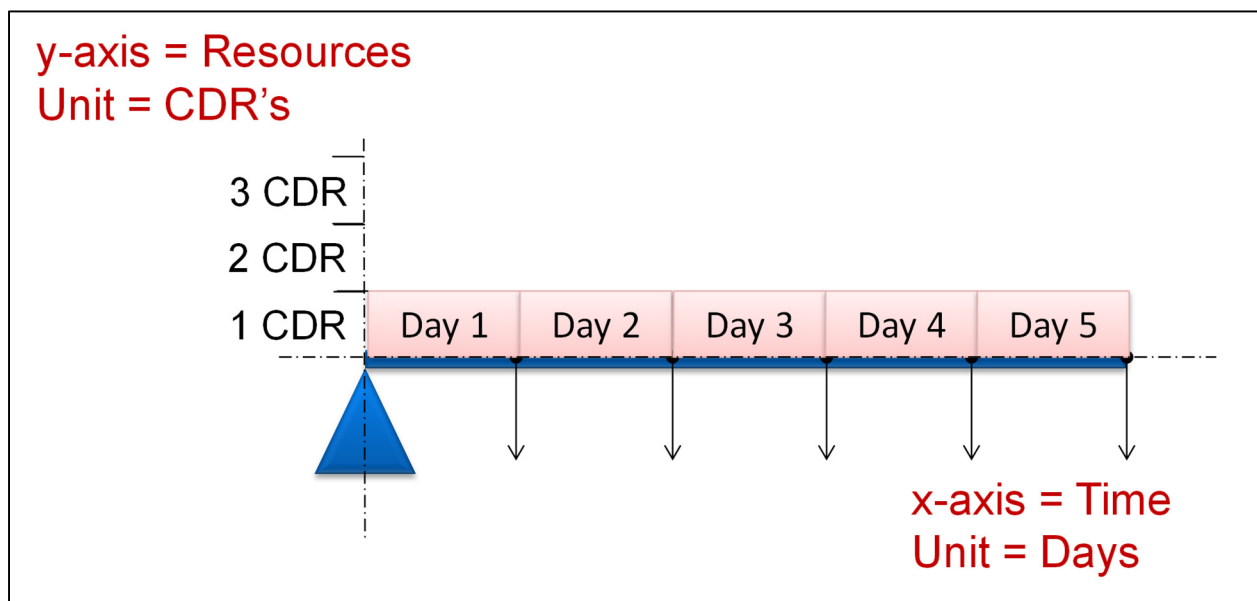 y-axis = Resources
Unit = CDR’s
3 CDR
2 CDR
1 CDR
Day 1
Day 2
Day 3
Day 4
Day 5
x-axis = Time
Unit = Days